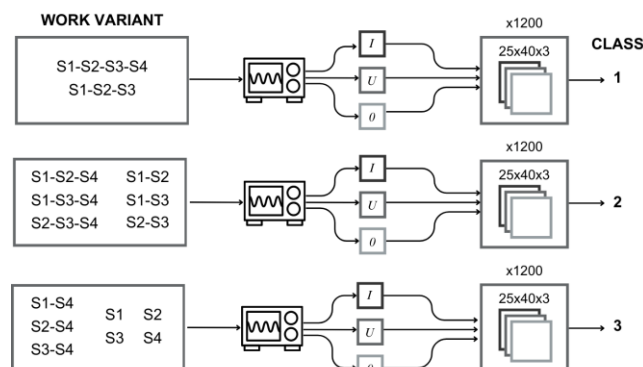 WORK VARIANT
x1200
CLASS
S1-S2-S3-S4
S1-S2-S3
I
U
0
25x40x3
1
x1200
S1-S2-S4 S1-S2
S1-S3-S4 S1-S3
S2-S3-S4 S2-S3
I
U
0
25x40x3
2
x1200
S1-S4
S2-S4
S3-S4
S1 S2
S3 S4
I
U
0
25x40x3
3